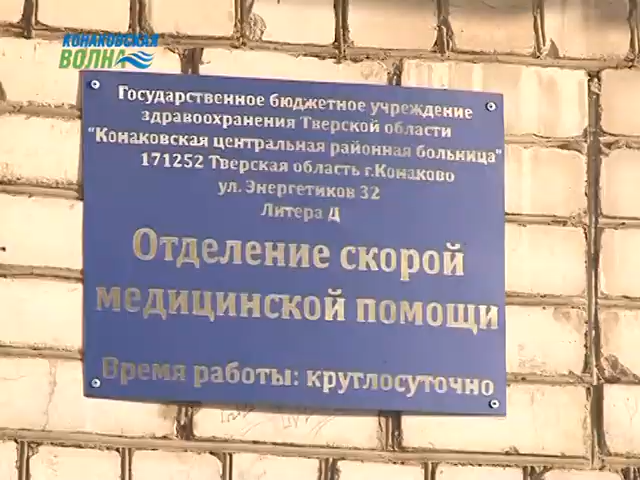 КОНАКОВСКАЯ
ВОЛНА
Государственное бюджетное учреждение
здравоохранения Тверской области
"Конаковская центральная районная больница"
171252 Тверская область г.Конаково
ул. Энергетиков 32
Литера Д
Отделение скорой
медицинской помощи
Время работы: круглосуточно